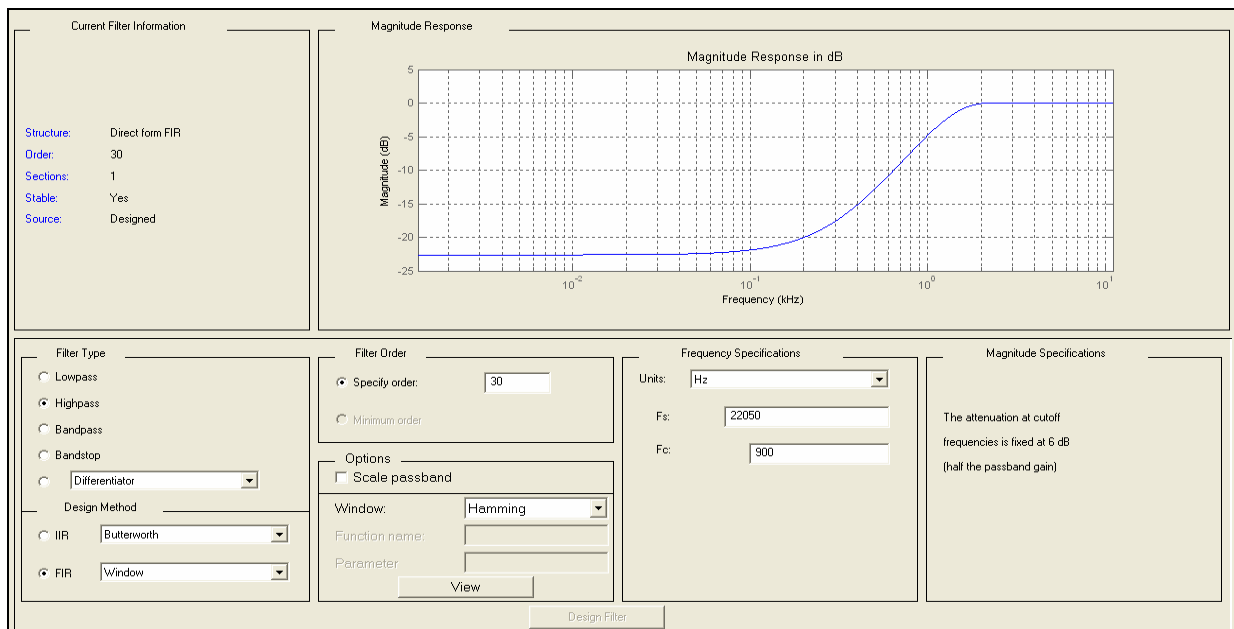 Current Filter Information
Structure: Direct form FIR
Order: 30
Sections: 1
Stable: Yes
Source: Designed
Magnitude Response
Magnitude Response in dB
Magnitude (dB)
5
0
-5
-10
-15
-20
-25
10^-2
10^-1
10^0
10^1
Frequency (kHz)
Filter Type
Lowpass
Highpass
Bandpass
Bandstop
Differentiator
Design Method
IIR Butterworth
FIR Window
Filter Order
Specify order: 30
Minimum order
Options
Scale passband
Window: Hamming
Function name:
Parameter
View
Frequency Specifications
Units: Hz
Fs: 22050
Fc: 900
Magnitude Specifications
The attenuation at cutoff
frequencies is fixed at 6 dB
(half the passband gain)
Design Filter